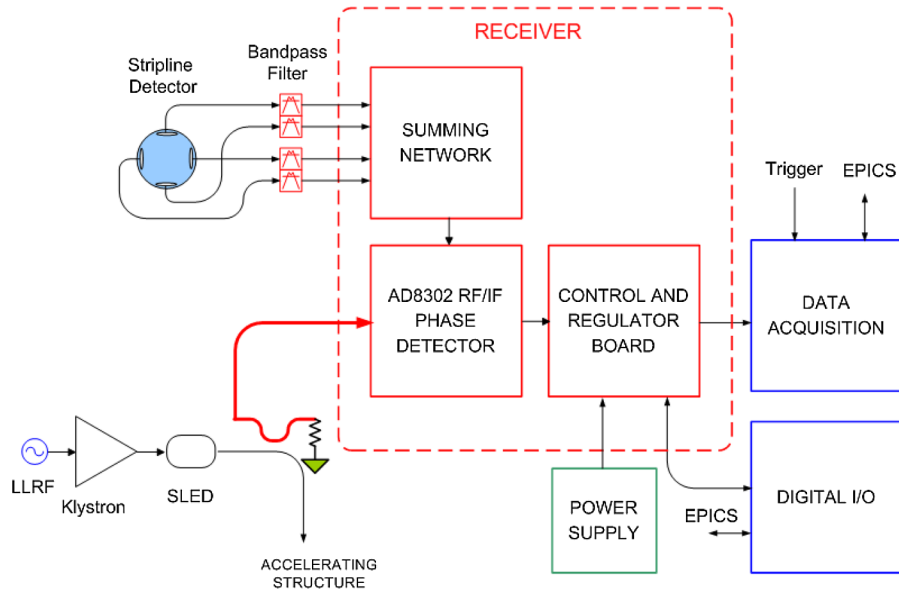 RECEIVER
Stripline
Detector
Bandpass
Filter
SUMMING
NETWORK
Trigger
EPICS
AD8302 RF/IF
PHASE
DETECTOR
CONTROL AND
REGULATOR
BOARD
DATA
ACQUISITION
LLRF
Klystron
SLED
ACCELERATING
STRUCTURE
POWER
SUPPLY
EPICS
DIGITAL I/O